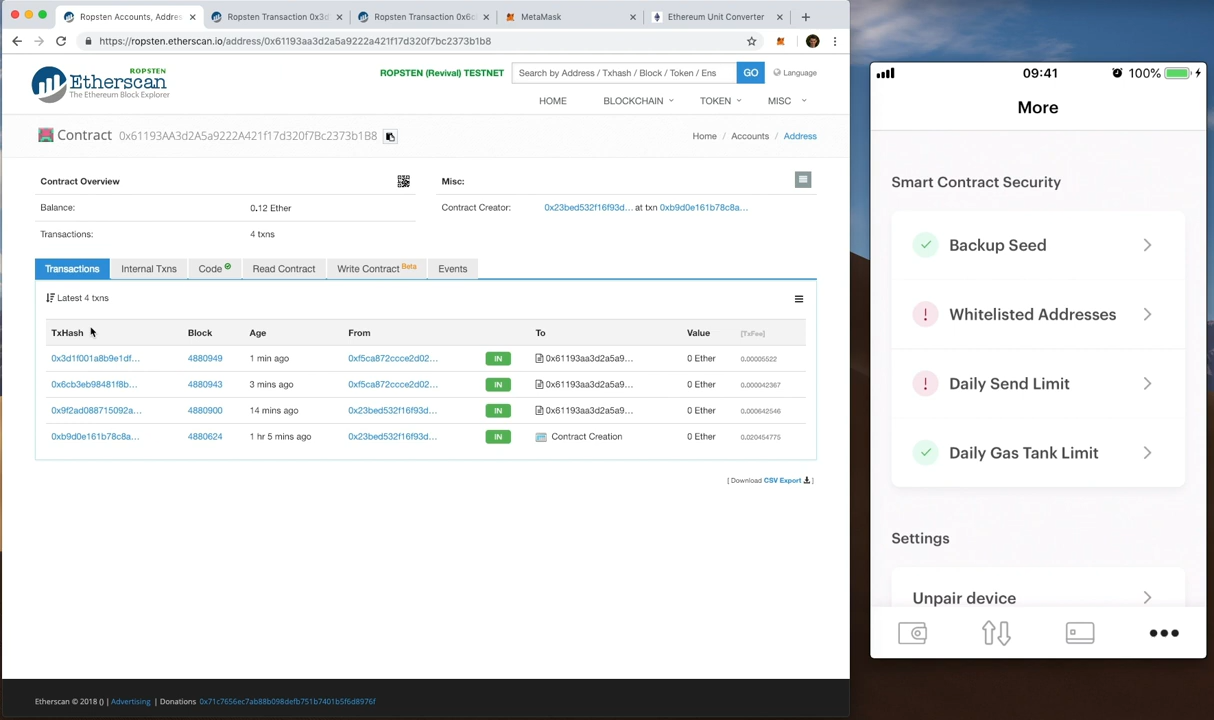 Ropsten Accounts, Addres
Ropsten Transaction 0x3d
Ropsten Transaction 0x6c
MetaMask
Ethereum Unit Converter
https://ropsten.etherscan.io/address/0x61193aa3d2a5a9222a421f17d320f7bc2373b1b8
ROPSTEN
Etherscan
The Ethereum Block Explorer
ROPSTEN (Revival) TESTNET
Search by Address / Txhash / Block / Token / Ens
GO
Language
HOME
BLOCKCHAIN
TOKEN
MISC
Contract 0x61193AA3d2A5a9222A421f17d320f7Bc2373b1B8
Home / Accounts / Address
Contract Overview
Balance: 0.12 Ether
Transactions: 4 txns
Misc:
Contract Creator: 0x23bed532f16f93d... at txn 0xb9d0e161b78c8a...
Transactions
Internal Txns
Code
Read Contract
Write Contract Beta
Events
Latest 4 txns
TxHash Block Age From To Value [TxFee]
0x3d1f001a8b9e1df... 4880949 1 min ago 0xf5ca872ccce2d02... IN 0x61193aa3d2a5a9... 0 Ether 0.00005522
0x6cb3eb98481f8b... 4880943 3 mins ago 0xf5ca872ccce2d02... IN 0x61193aa3d2a5a9... 0 Ether 0.000042367
0x9f2ad088715092a... 4880900 14 mins ago 0x23bed532f16f93d... IN 0x61193aa3d2a5a9... 0 Ether 0.000642546
0xb9d0e161b78c8a... 4880624 1 hr 5 mins ago 0x23bed532f16f93d... IN Contract Creation 0 Ether 0.020454775
[ Download CSV Export ]
Etherscan © 2018 () | Advertising | Donations 0x71c7656ec7ab88b098defb751b7401b5f6d8976f
09:41
100%
More
Smart Contract Security
Backup Seed
Whitelisted Addresses
Daily Send Limit
Daily Gas Tank Limit
Settings
Unpair device